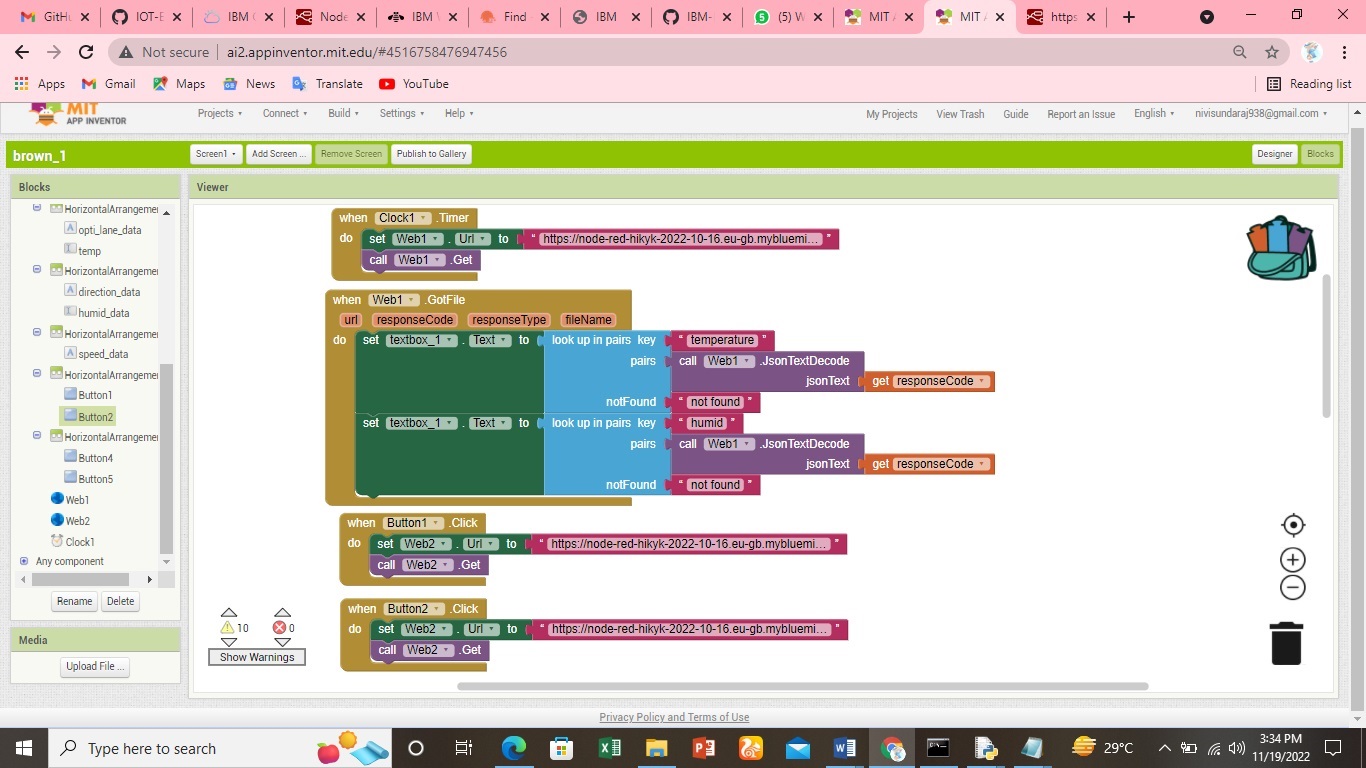 GitHu
IOT-E
IBM
Node
IBM
Find
IBM
IBM-
(5) W
MIT
MIT
https
Not secure
ai2.appinventor.mit.edu/#4516758476947456
Apps
Gmail
Maps
News
Translate
YouTube
Reading list
MIT
APP INVENTOR
Projects
Connect
Build
Settings
Help
My Projects
View Trash
Guide
Report an Issue
English
nivisundaraj938@gmail.com
brown_1
Screen1
Add Screen ...
Remove Screen
Publish to Gallery
Designer
Blocks
Blocks
Viewer
HorizontalArrangemer
opti_lane_data
temp
HorizontalArrangemer
direction_data
humid_data
HorizontalArrangemer
speed_data
HorizontalArrangemer
Button1
Button2
HorizontalArrangemer
Button4
Button5
Web1
Web2
Clock1
Any component
Rename
Delete
Media
Upload File ...
when Clock1 .Timer
do set Web1 . Url to “ https://node-red-hikyk-2022-10-16.eu-gb.mybluemi... ”
call Web1 .Get
when Web1 .GotFile
url responseCode responseType fileName
do set textbox_1 . Text to look up in pairs key “ temperature ”
pairs call Web1 .JsonTextDecode
jsonText get responseCode
notFound “ not found ”
set textbox_1 . Text to look up in pairs key “ humid ”
pairs call Web1 .JsonTextDecode
jsonText get responseCode
notFound “ not found ”
when Button1 .Click
do set Web2 . Url to “ https://node-red-hikyk-2022-10-16.eu-gb.mybluemi... ”
call Web2 .Get
when Button2 .Click
do set Web2 . Url to “ https://node-red-hikyk-2022-10-16.eu-gb.mybluemi... ”
call Web2 .Get
10
0
Show Warnings
Privacy Policy and Terms of Use
Type here to search
29°C
3:34 PM
11/19/2022